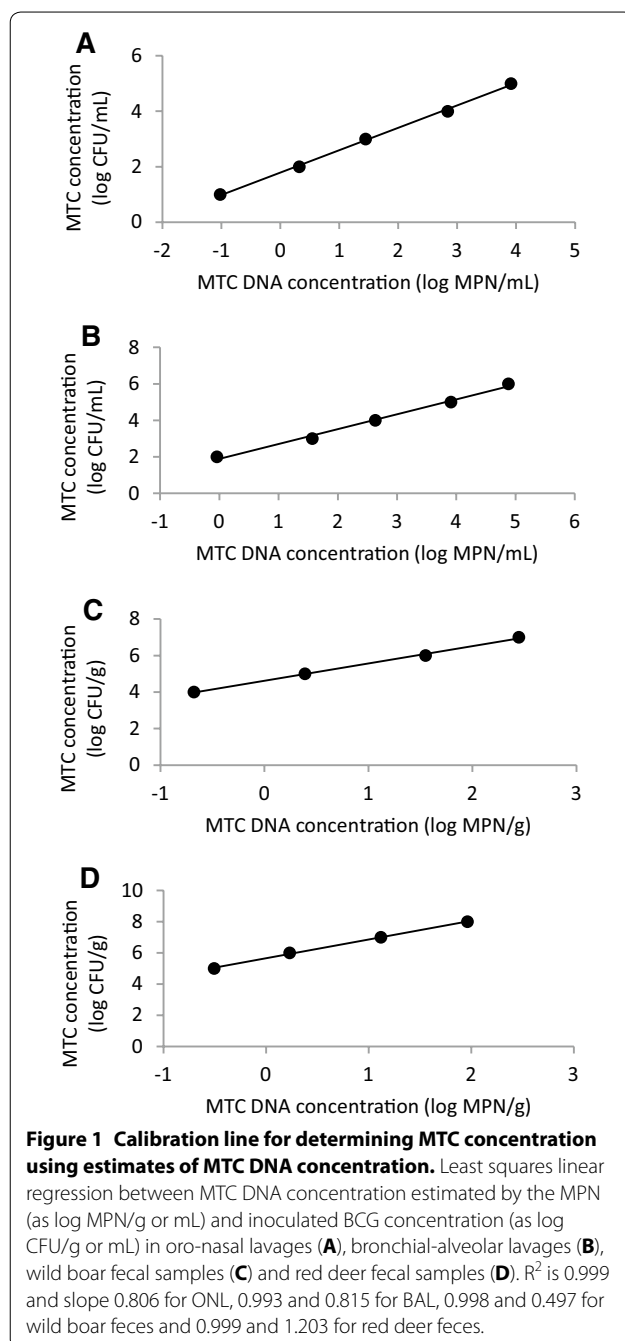 A
MTC concentration
(log CFU/mL)
6
4
2
0
-2 -1 0 1 2 3 4 5
MTC DNA concentration (log MPN/mL)
B
MTC concentration
(log CFU/mL)
8
6
4
2
0
-1 0 1 2 3 4 5 6
MTC DNA concentration (log MPN/mL)
C
MTC concentration
(log CFU/g)
8
6
4
2
0
-1 0 1 2 3
MTC DNA concentration (log MPN/g)
D
MTC concentration
(log CFU/g)
10
8
6
4
2
0
-1 0 1 2 3
MTC DNA concentration (log MPN/g)
Figure 1 Calibration line for determining MTC concentration
using estimates of MTC DNA concentration. Least squares linear
regression between MTC DNA concentration estimated by the MPN
(as log MPN/g or mL) and inoculated BCG concentration (as log
CFU/g or mL) in oro-nasal lavages (A), bronchial-alveolar lavages (B),
wild boar fecal samples (C) and red deer fecal samples (D). R² is 0.999
and slope 0.806 for ONL, 0.993 and 0.815 for BAL, 0.998 and 0.497 for
wild boar feces and 0.999 and 1.203 for red deer feces.